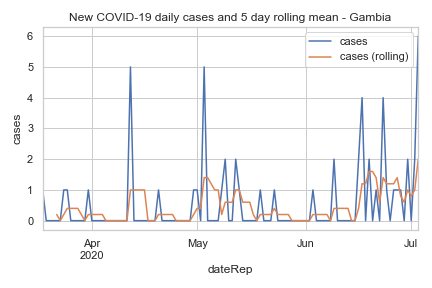 New COVID-19 daily cases and 5 day rolling mean - Gambia
cases
cases (rolling)
6
5
4
3
2
1
0
cases
Apr
2020
May
Jun
Jul
dateRep